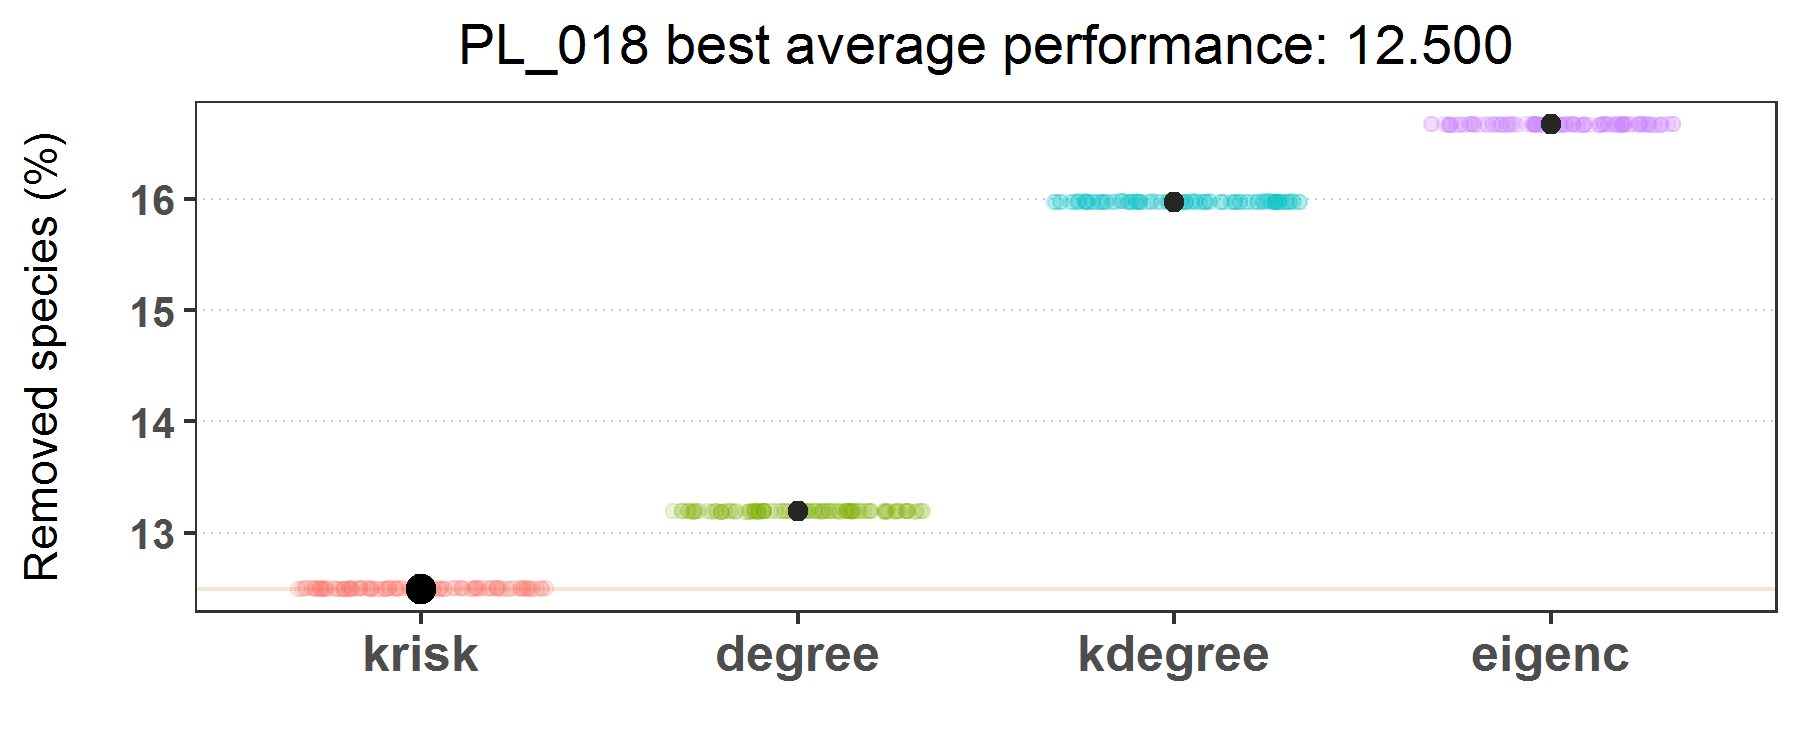 PL_018 best average performance: 12.500
Removed species (%)
16
15
14
13
krisk
degree
kdegree
eigenc